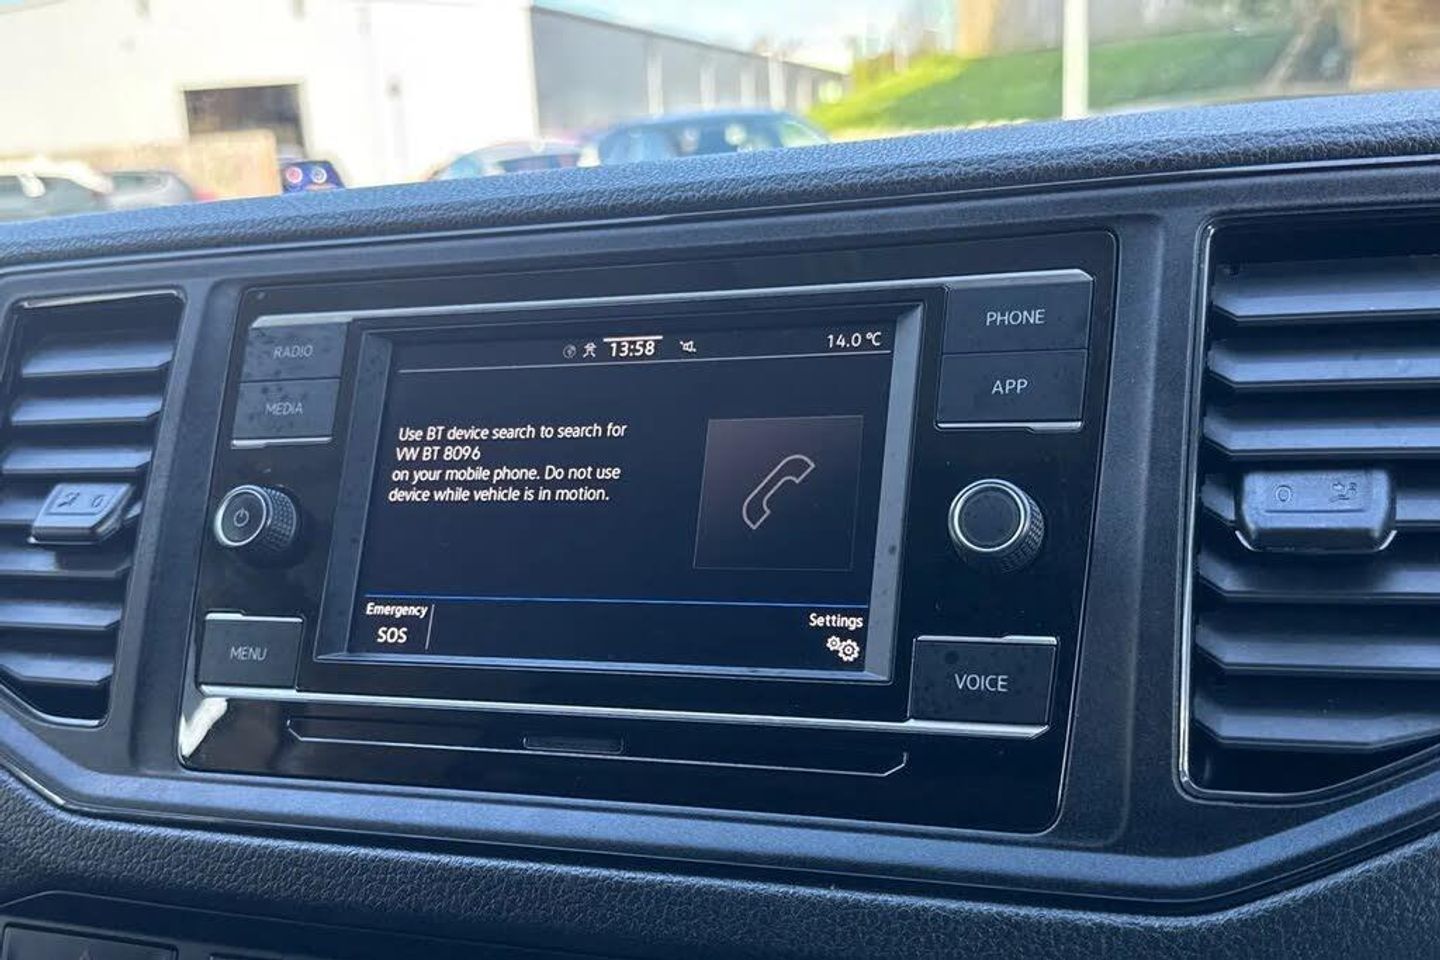 RADIO
MEDIA
MENU
13:58
14.0 °C
Use BT device search to search for
VW BT 8096
on your mobile phone. Do not use
device while vehicle is in motion.
Emergency
SOS
Settings
PHONE
APP
VOICE